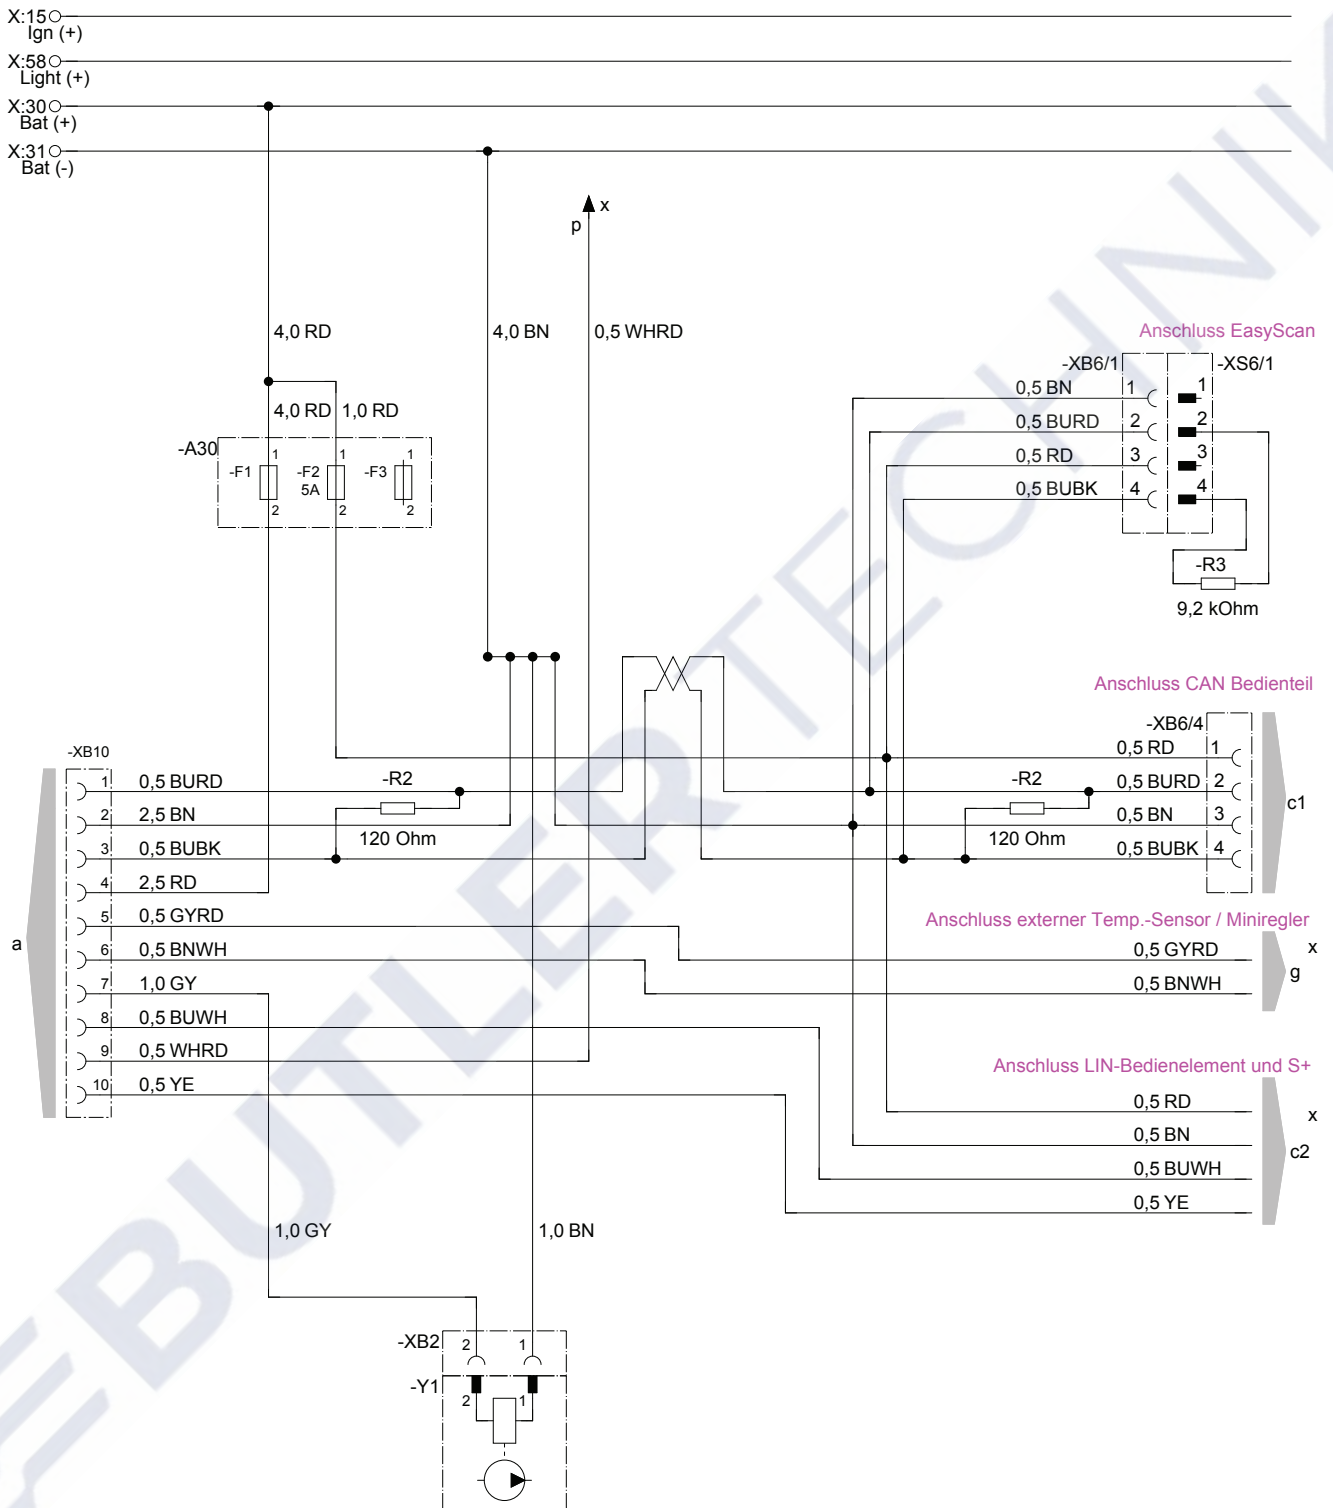 X:15
Ign (+)
X:58
Light (+)
X:30
Bat (+)
X:31
Bat (-)
x
p
4,0 RD
4,0 BN
0,5 WHRD
Anschluss EasyScan
-XB6/1
-XS6/1
0,5 BN 1 1
0,5 BURD 2 2
0,5 RD 3 3
0,5 BUBK 4 4
4,0 RD
1,0 RD
-A30
1 1 1
-F1
-F2
5A
-F3
2 2 2
-R3
9,2 kOhm
Anschluss CAN Bedienteil
-XB6/4
0,5 RD 1
0,5 BURD 2
0,5 BN 3
0,5 BUBK 4
c1
-XB10
1 0,5 BURD
2 2,5 BN
3 0,5 BUBK
4 2,5 RD
5 0,5 GYRD
6 0,5 BNWH
7 1,0 GY
8 0,5 BUWH
9 0,5 WHRD
10 0,5 YE
a
-R2
120 Ohm
-R2
120 Ohm
Anschluss externer Temp.-Sensor / Miniregler
0,5 GYRD
0,5 BNWH
x
g
Anschluss LIN-Bedienelement und S+
0,5 RD
0,5 BN
0,5 BUWH
0,5 YE
x
c2
1,0 GY
1,0 BN
-XB2
2 1
-Y1
2 1
BUTLER TECHNIK